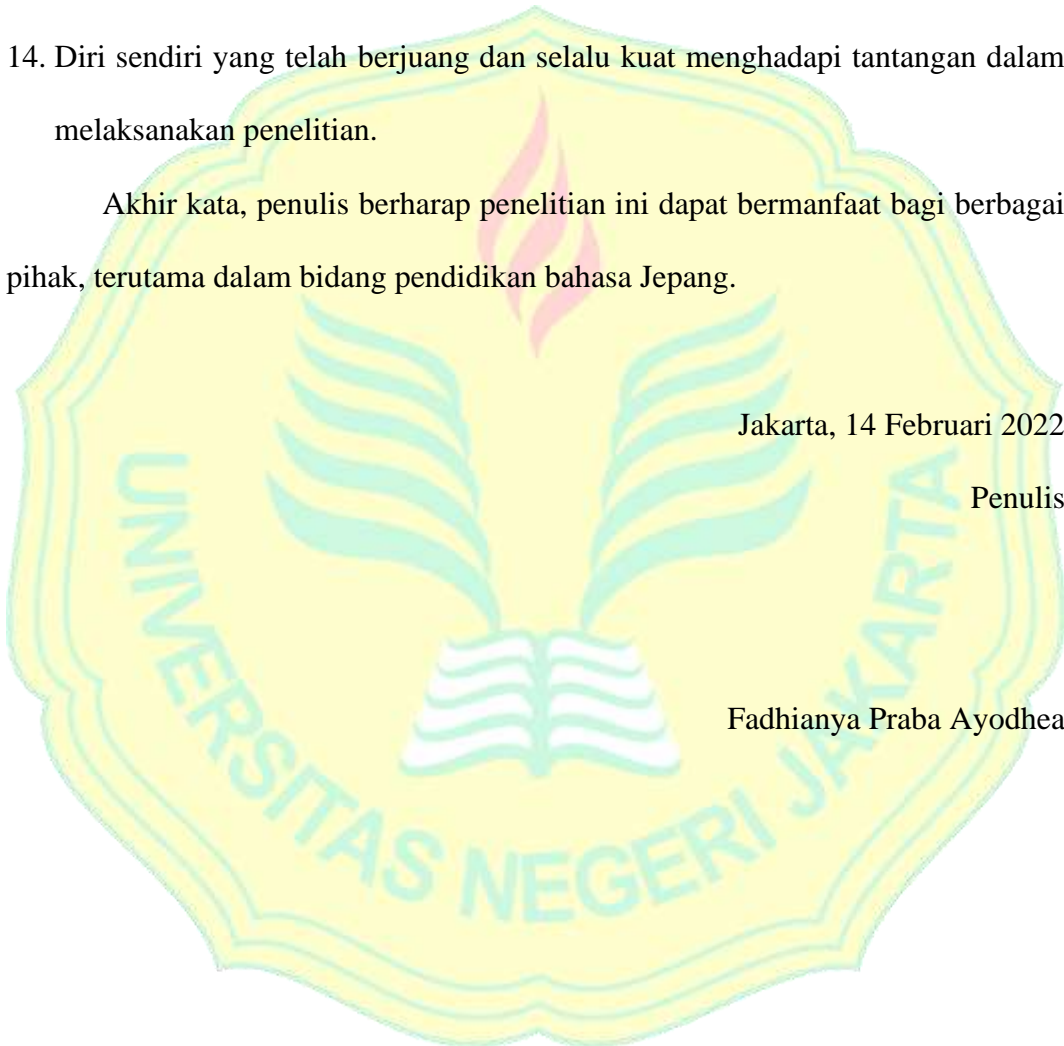 14. Diri sendiri yang telah berjuang dan selalu kuat menghadapi tantangan dalam
melaksanakan penelitian.
Akhir kata, penulis berharap penelitian ini dapat bermanfaat bagi berbagai
pihak, terutama dalam bidang pendidikan bahasa Jepang.
Jakarta, 14 Februari 2022
Penulis
Fadhianya Praba Ayodhea
UNIVERSITAS NEGERI JAKARTA